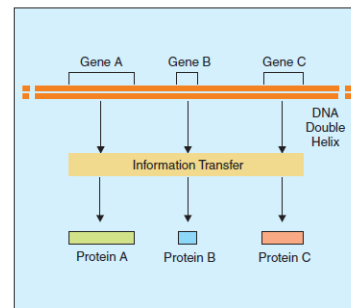 Gene A Gene B Gene C
DNA
Double
Helix
Information Transfer
Protein A Protein B Protein C